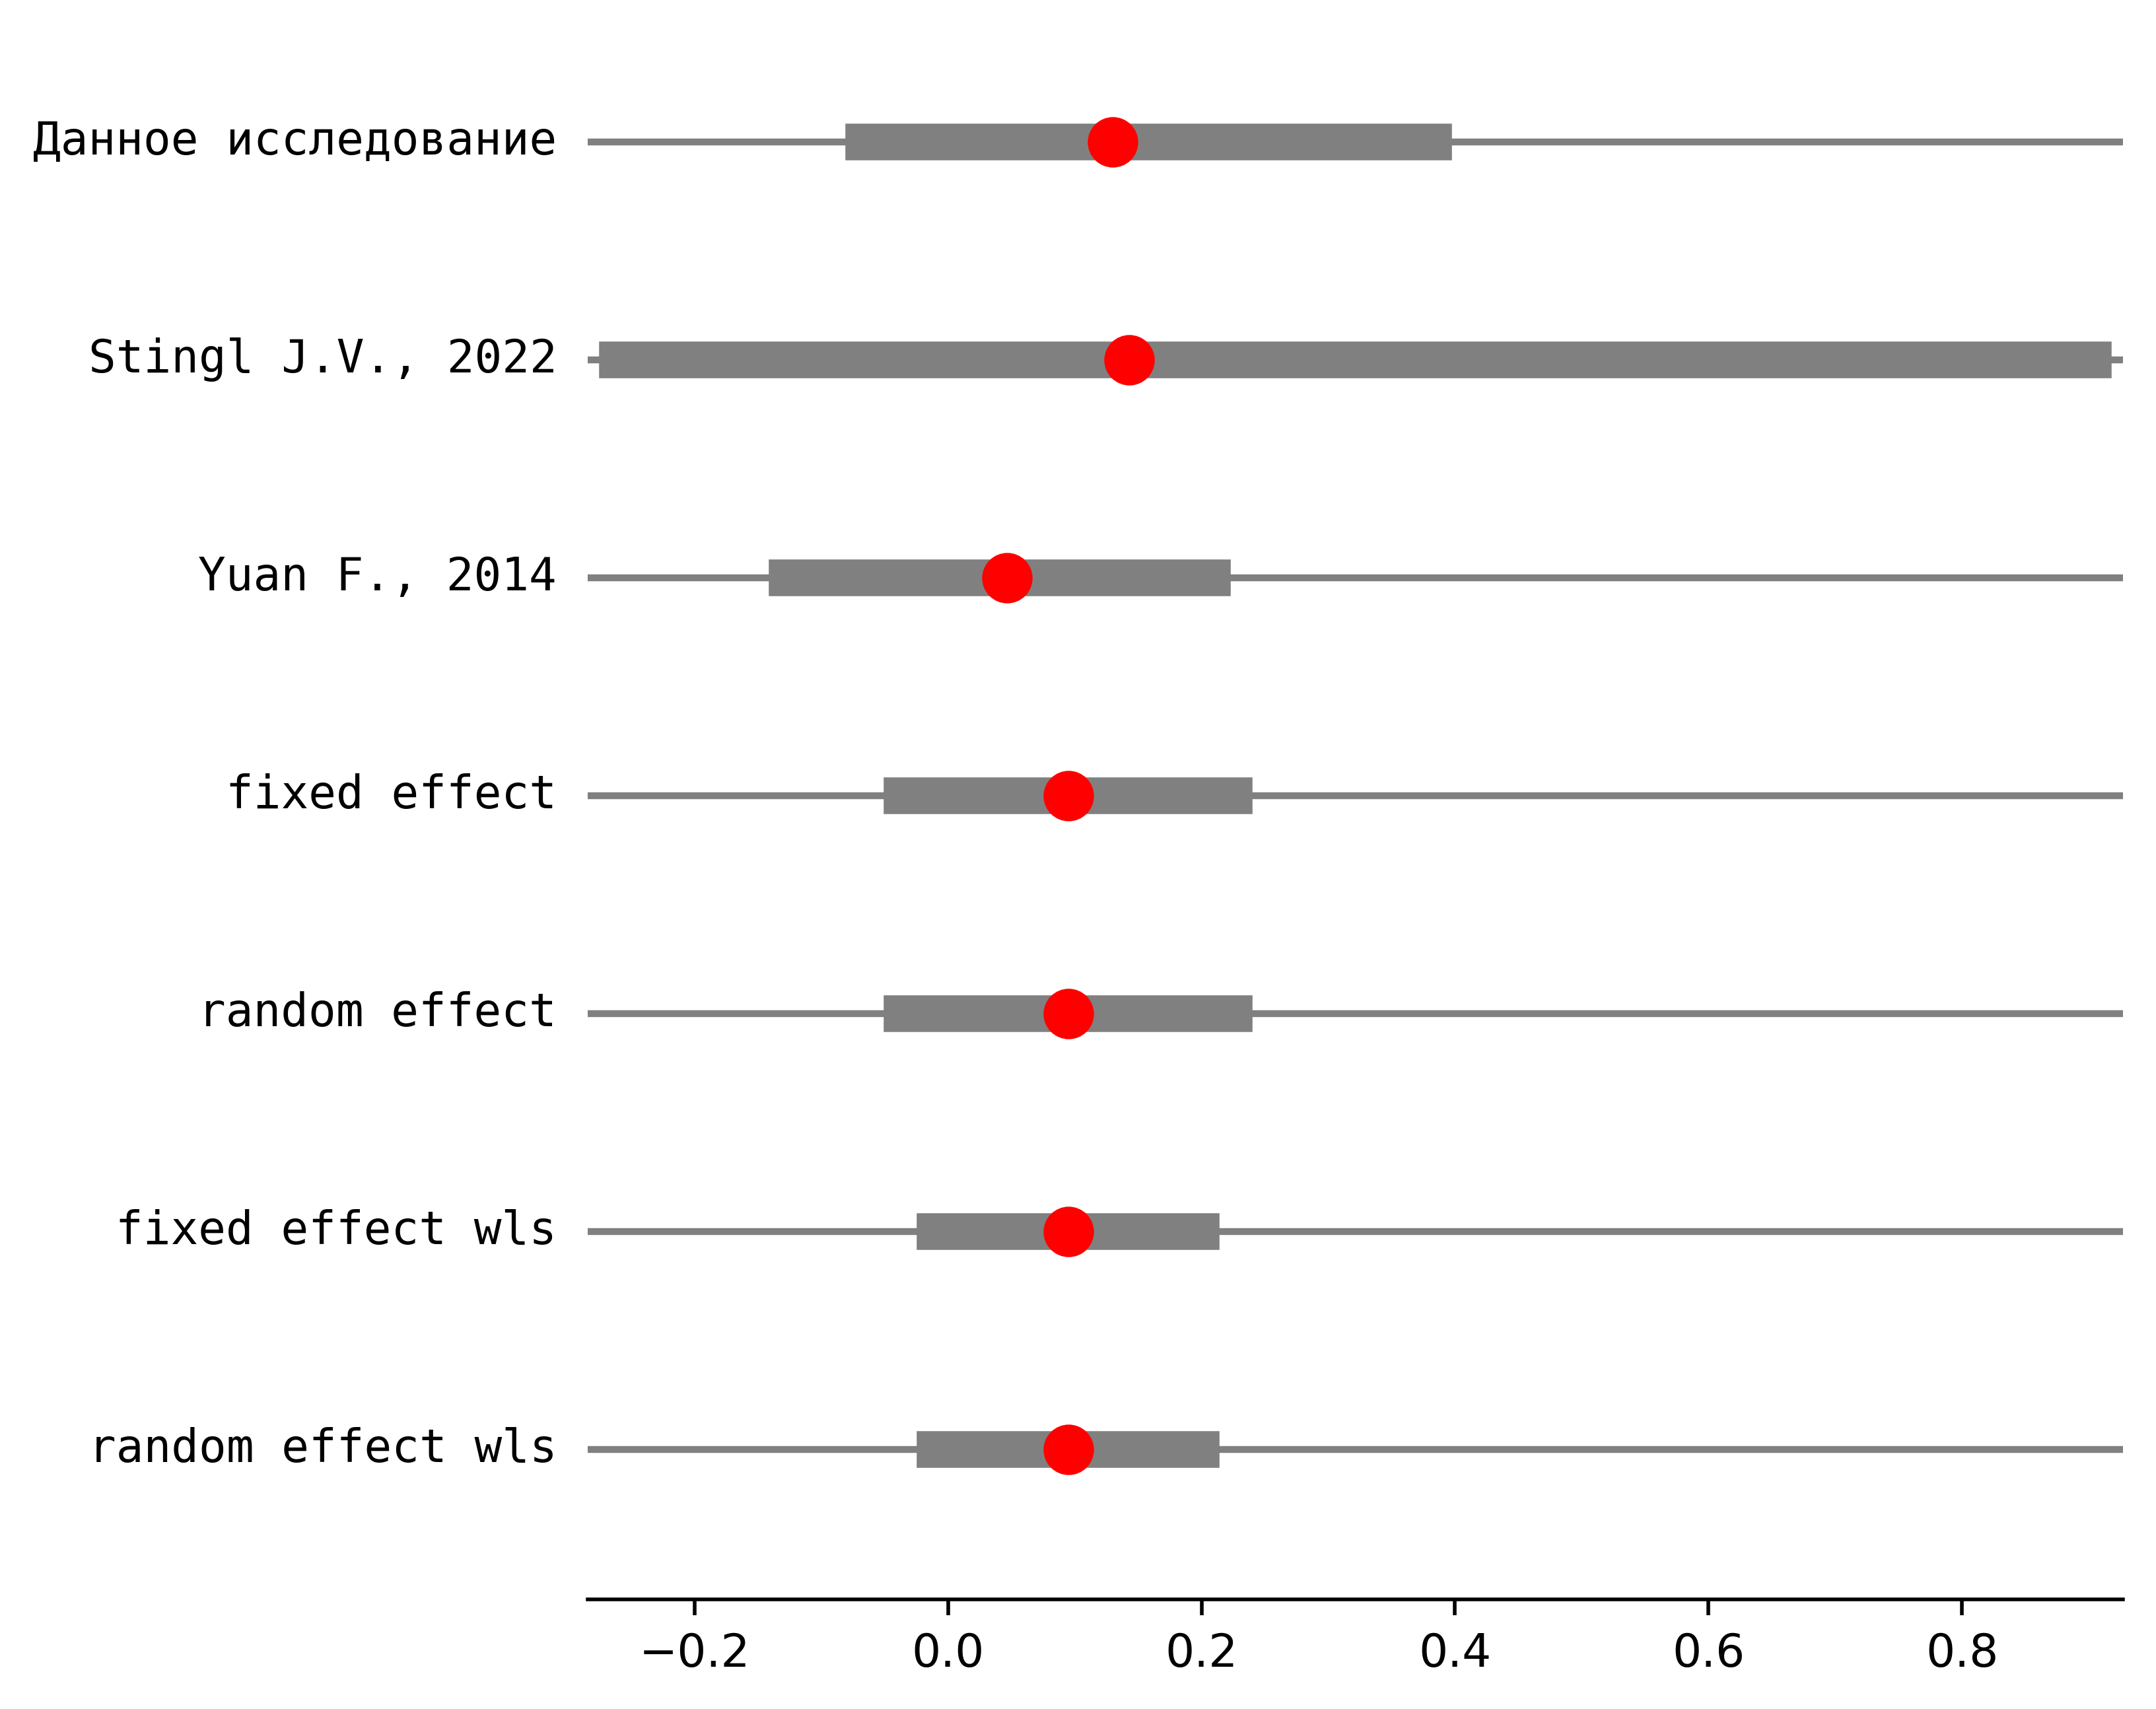 Данное исследование
Stingl J.V., 2022
Yuan F., 2014
fixed effect
random effect
fixed effect wls
random effect wls
−0.2 0.0 0.2 0.4 0.6 0.8